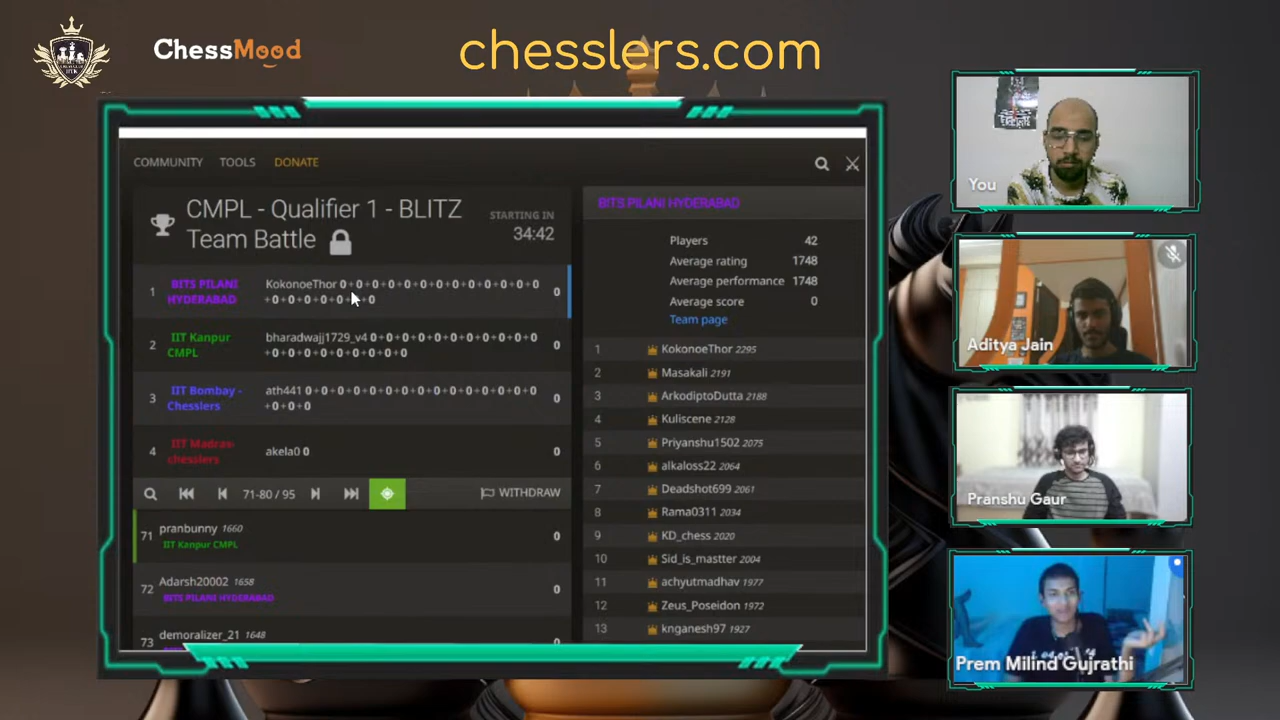 ChessMood
chesslers.com
COMMUNITY TOOLS DONATE
CMPL - Qualifier 1 - BLITZ
Team Battle
STARTING IN
34:42
1 BITS PILANI HYDERABAD KokonoeThor 0+0+0+0+0+0+0+0+0+0+0+0+0
+0+0+0+0+0+0+0 0
2 IIT Kanpur CMPL bharadwajj1729_v4 0+0+0+0+0+0+0+0+0+0+0
+0+0+0+0+0+0+0+0+0 0
3 IIT Bombay - Chesslers ath441 0+0+0+0+0+0+0+0+0+0+0+0+0+0+0
+0+0+0 0
4 IIT Madras-chesslers akela0 0 0
71-80 / 95 WITHDRAW
71 pranbunny 1660 0
IIT Kanpur CMPL
72 Adarsh20002 1658 0
BITS PILANI HYDERABAD
73 demoralizer_21 1648
BITS PILANI HYDERABAD
Players 42
Average rating 1748
Average performance 1748
Average score 0
Team page
1 KokonoeThor 2295
2 Masakali 2191
3 ArkodiptoDutta 2188
4 Kuliscene 2128
5 Priyanshu1502 2075
6 alkaloss22 2064
7 Deadshot699 2061
8 Rama0311 2034
9 KD_chess 2020
10 Sid_is_mastter 2004
11 achyutmadhav 1977
12 Zeus_Poseidon 1972
13 knganesh97 1927
You
Aditya Jain
Pranshu Gaur
Prem Milind Gujrathi